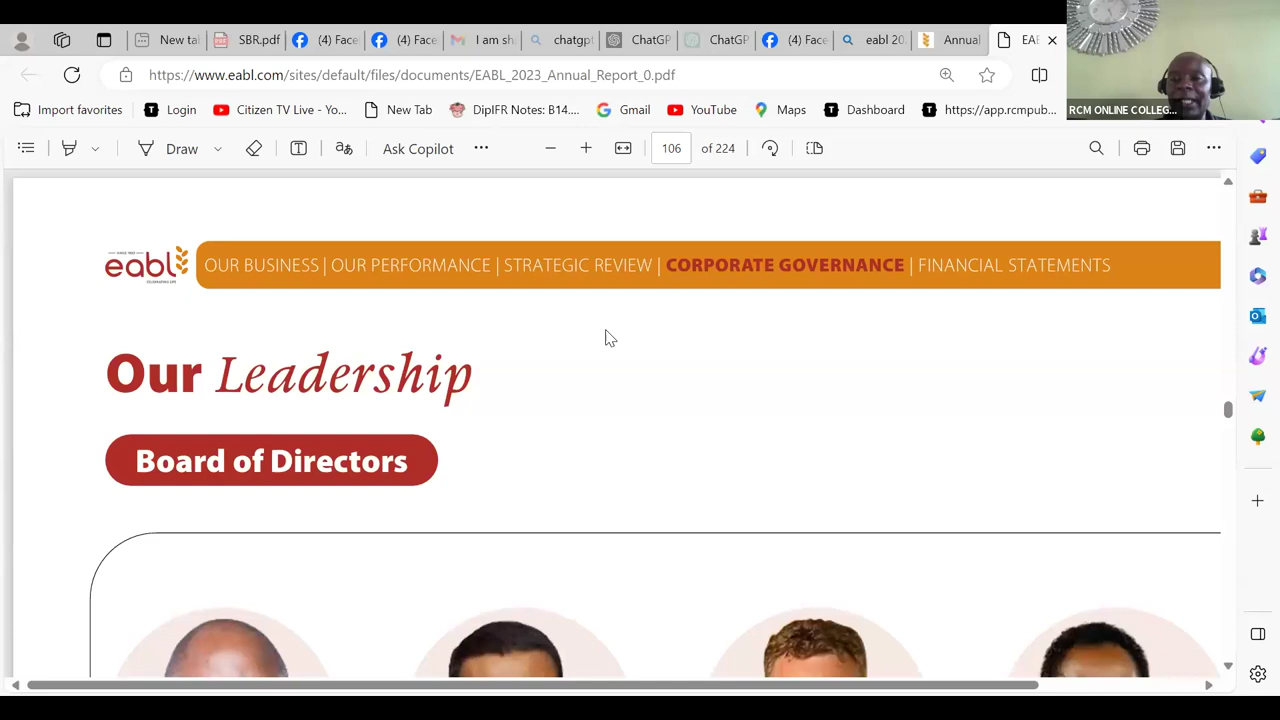 New ta
SBR.pdf
(4) Face
(4) Face
I am sh
chatgpt
ChatGP
ChatGP
(4) Face
eabl 20
Annual
EA
https://www.eabl.com/sites/default/files/documents/EABL_2023_Annual_Report_0.pdf
RCM ONLINE COLLEG...
Import favorites
Login
Citizen TV Live - Yo...
New Tab
DipIFR Notes: B14....
Gmail
YouTube
Maps
Dashboard
https://app.rcmpub...
Draw
Ask Copilot
106 of 224
eabl
OUR BUSINESS | OUR PERFORMANCE | STRATEGIC REVIEW | CORPORATE GOVERNANCE | FINANCIAL STATEMENTS
Our Leadership
Board of Directors